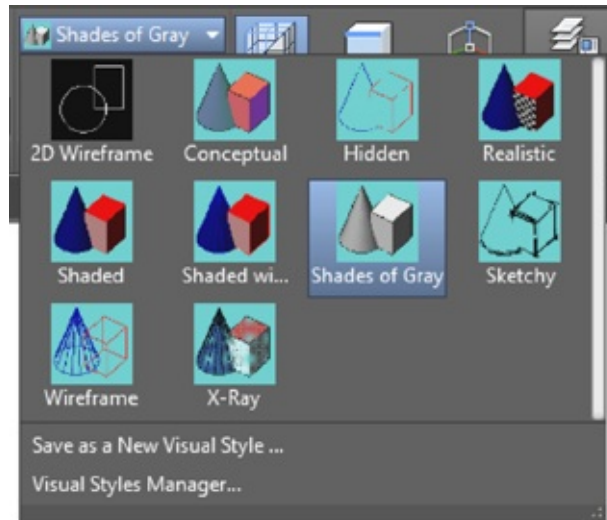 Shades of Gray
2D Wireframe
Conceptual
Hidden
Realistic
Shaded
Shaded wi...
Shades of Gray
Sketchy
Wireframe
X-Ray
Save as a New Visual Style ...
Visual Styles Manager...